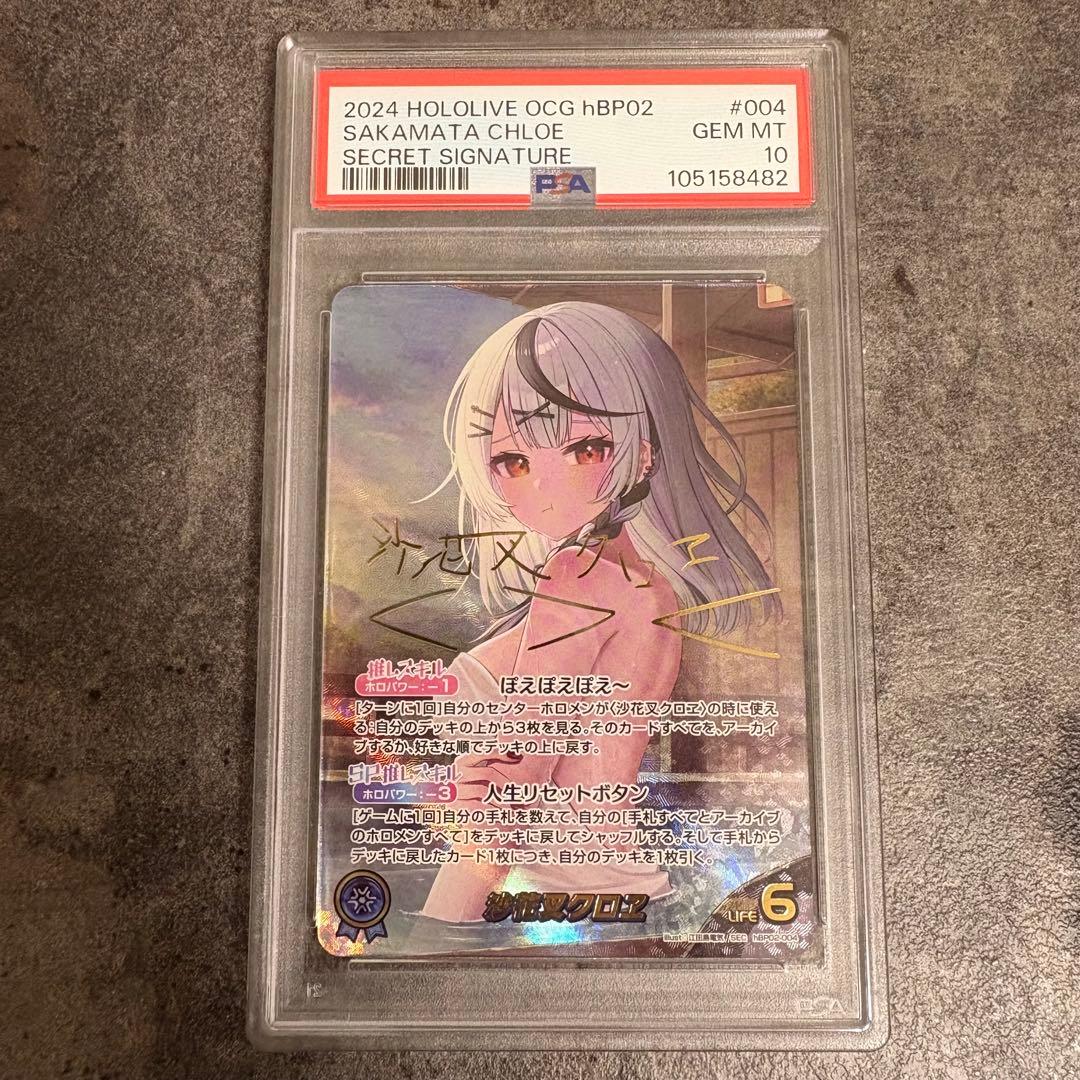 2024 HOLOLIVE OCG hBP02 #004
SAKAMATA CHLOE GEM MT
SECRET SIGNATURE 10
PSA 105158482
沙花叉クロヱ
推しスキル
ホロパワー:-1 ぽえぽえぽえ~
[ターンに1回]自分のセンターホロメンが〈沙花叉クロヱ〉の時に使え
る:自分のデッキの上から3枚を見る。そのカードすべてを、アーカイ
ブするか、好きな順でデッキの上に戻す。
SP推しスキル
ホロパワー:-3 人生リセットボタン
[ゲームに1回]自分の手札を数えて、自分の[手札すべてとアーカイブ
のホロメンすべて]をデッキに戻してシャッフルする。そして手札から
デッキに戻したカード1枚につき、自分のデッキを1枚引く。
沙花叉クロヱ
LIFE 6
illust:江田島電気 SEC hBP02-004